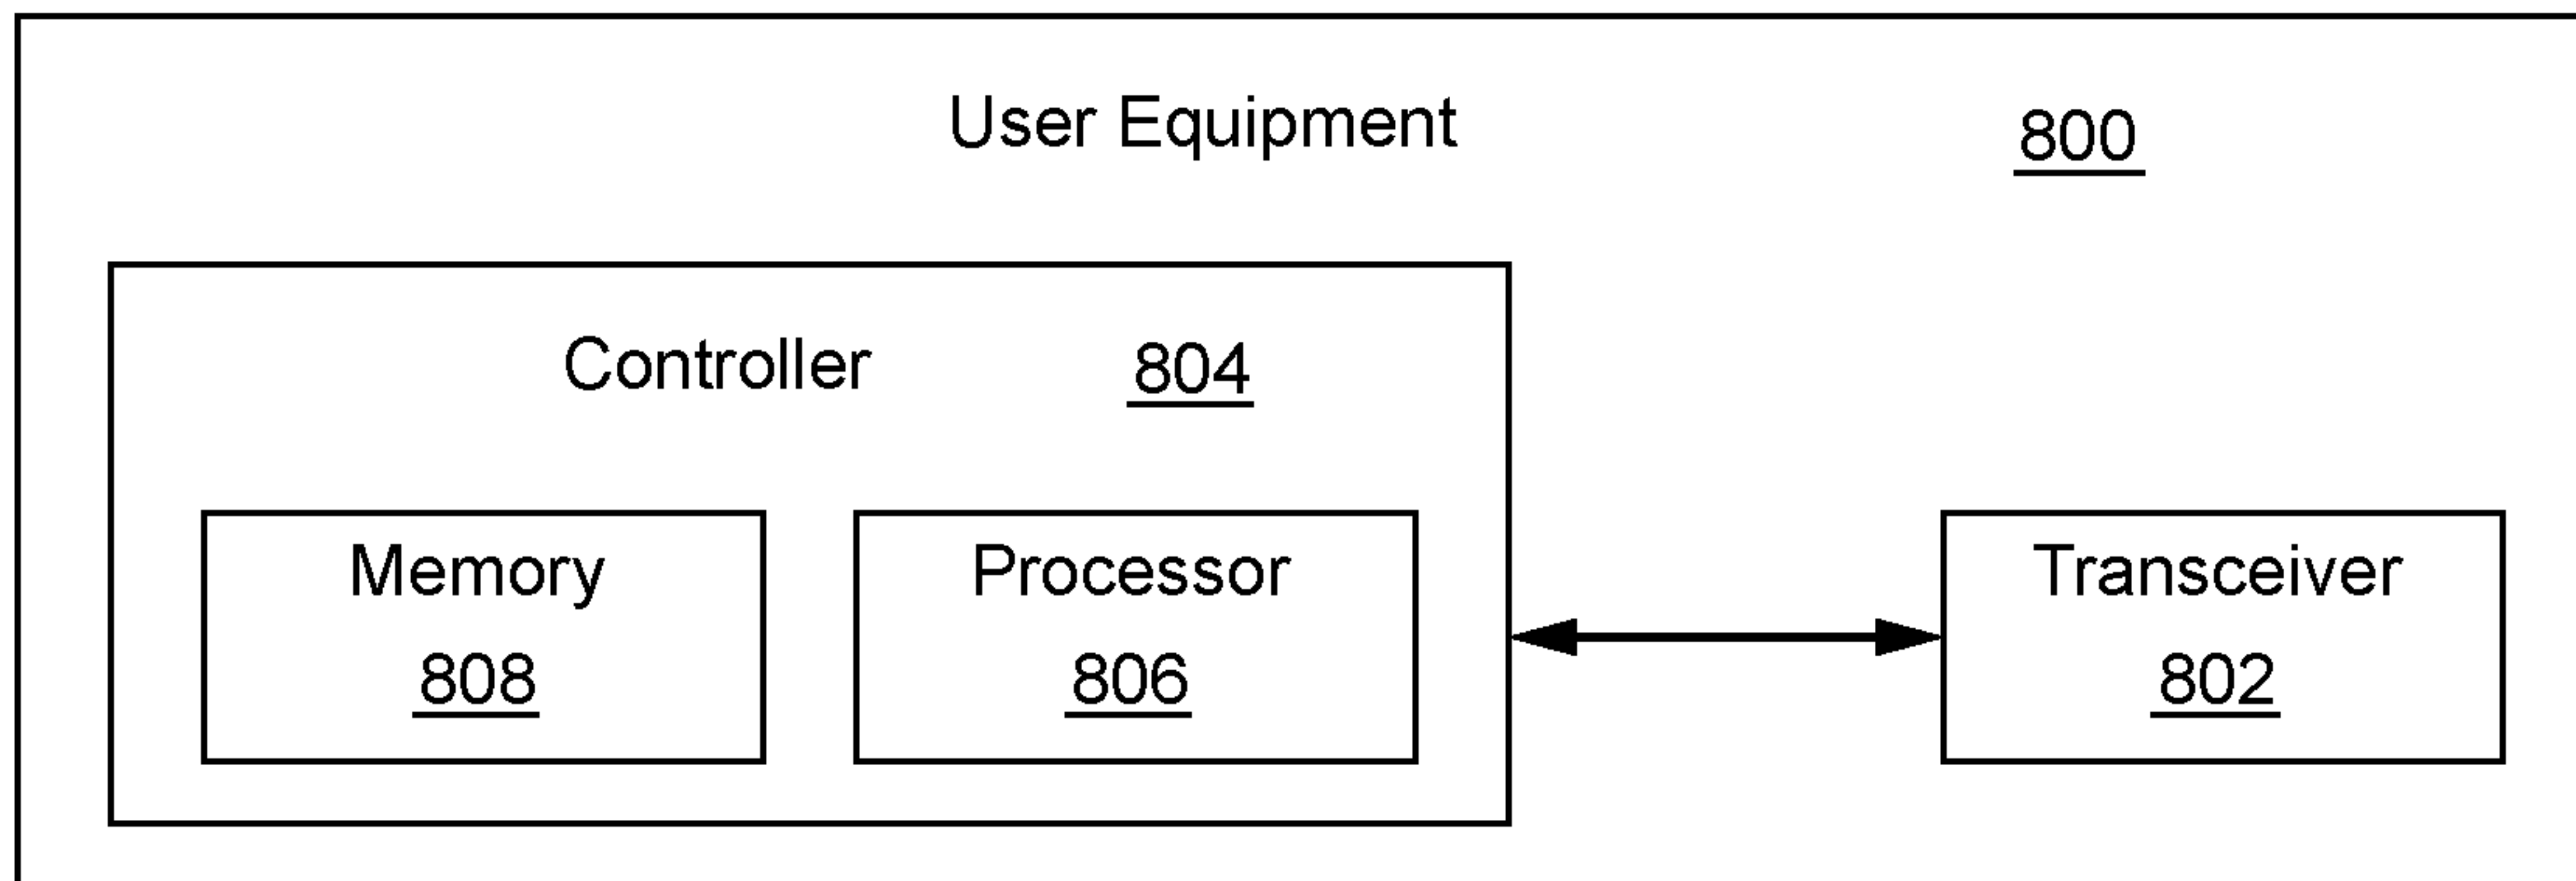 User Equipment 800
Controller 804
Memory
808
Processor
806
Transceiver
802